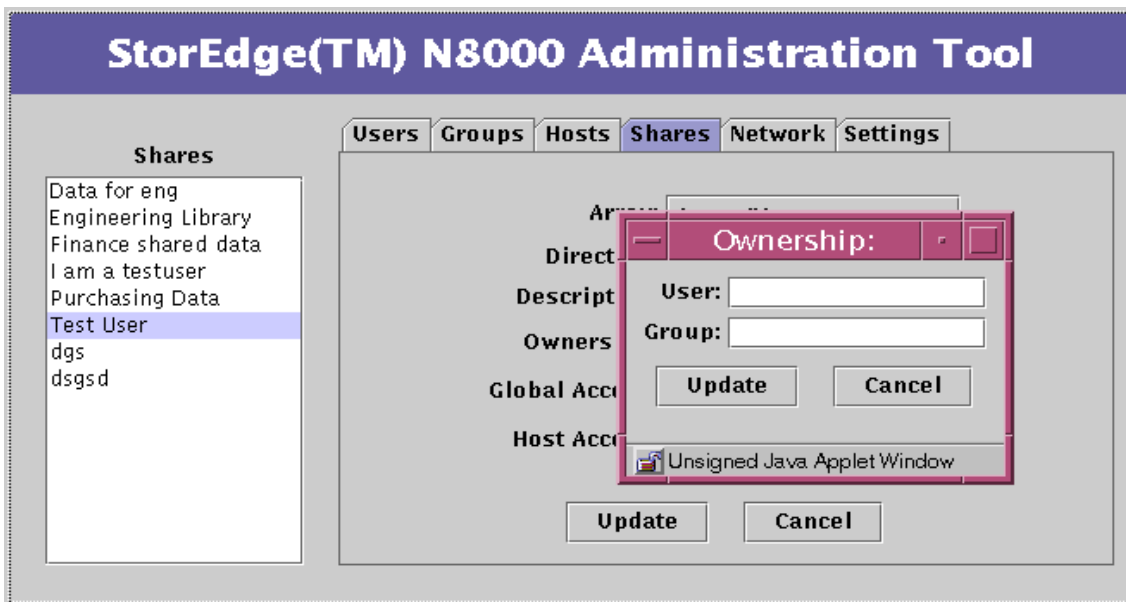 StorEdge(TM) N8000 Administration Tool
Users Groups Hosts Shares Network Settings
Shares
Data for eng
Engineering Library
Finance shared data
I am a testuser
Purchasing Data
Test User
dgs
dsgsd
Direct
Descript
Owners
Global Acc
Host Acc
Ownership:
User:
Group:
Update Cancel
Unsigned Java Applet Window
Update Cancel